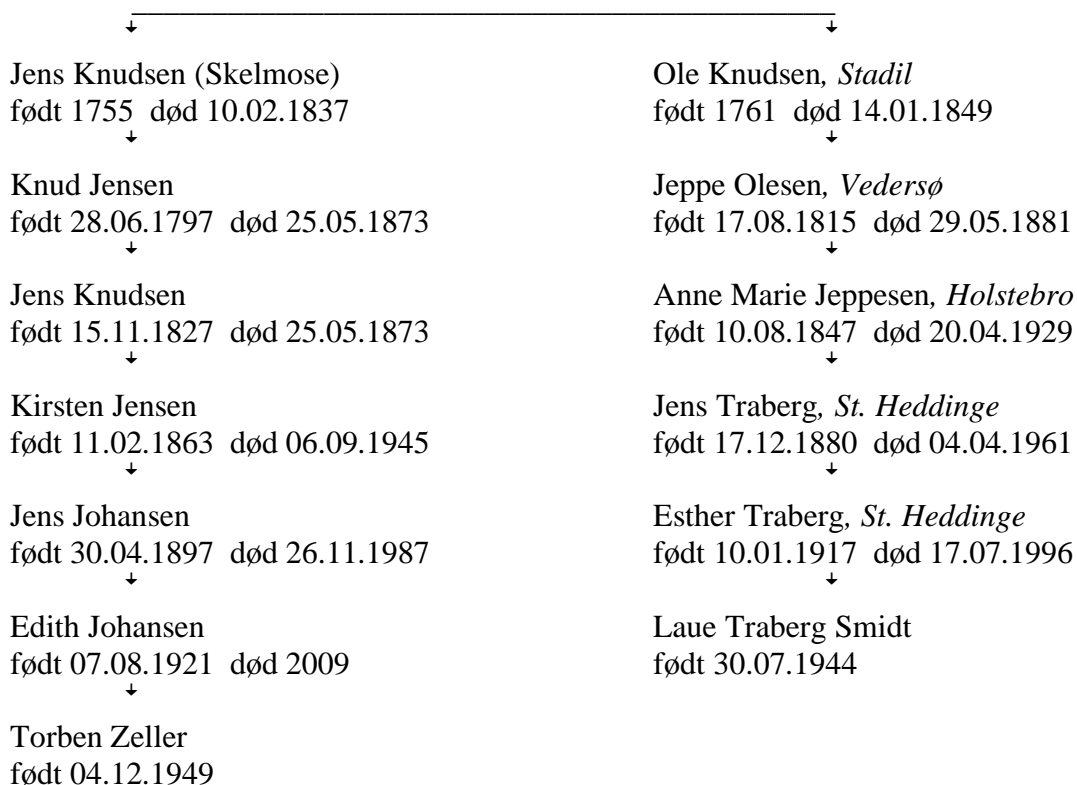 Jens Knudsen (Skelmose)
født 1755 død 10.02.1837
Knud Jensen
født 28.06.1797 død 25.05.1873
Jens Knudsen
født 15.11.1827 død 25.05.1873
Kirsten Jensen
født 11.02.1863 død 06.09.1945
Jens Johansen
født 30.04.1897 død 26.11.1987
Edith Johansen
født 07.08.1921 død 2009
Torben Zeller
født 04.12.1949
Ole Knudsen, Stadil
født 1761 død 14.01.1849
Jeppe Olesen, Vedersø
født 17.08.1815 død 29.05.1881
Anne Marie Jeppesen, Holstebro
født 10.08.1847 død 20.04.1929
Jens Traberg, St. Heddinge
født 17.12.1880 død 04.04.1961
Esther Traberg, St. Heddinge
født 10.01.1917 død 17.07.1996
Laue Traberg Smidt
født 30.07.1944